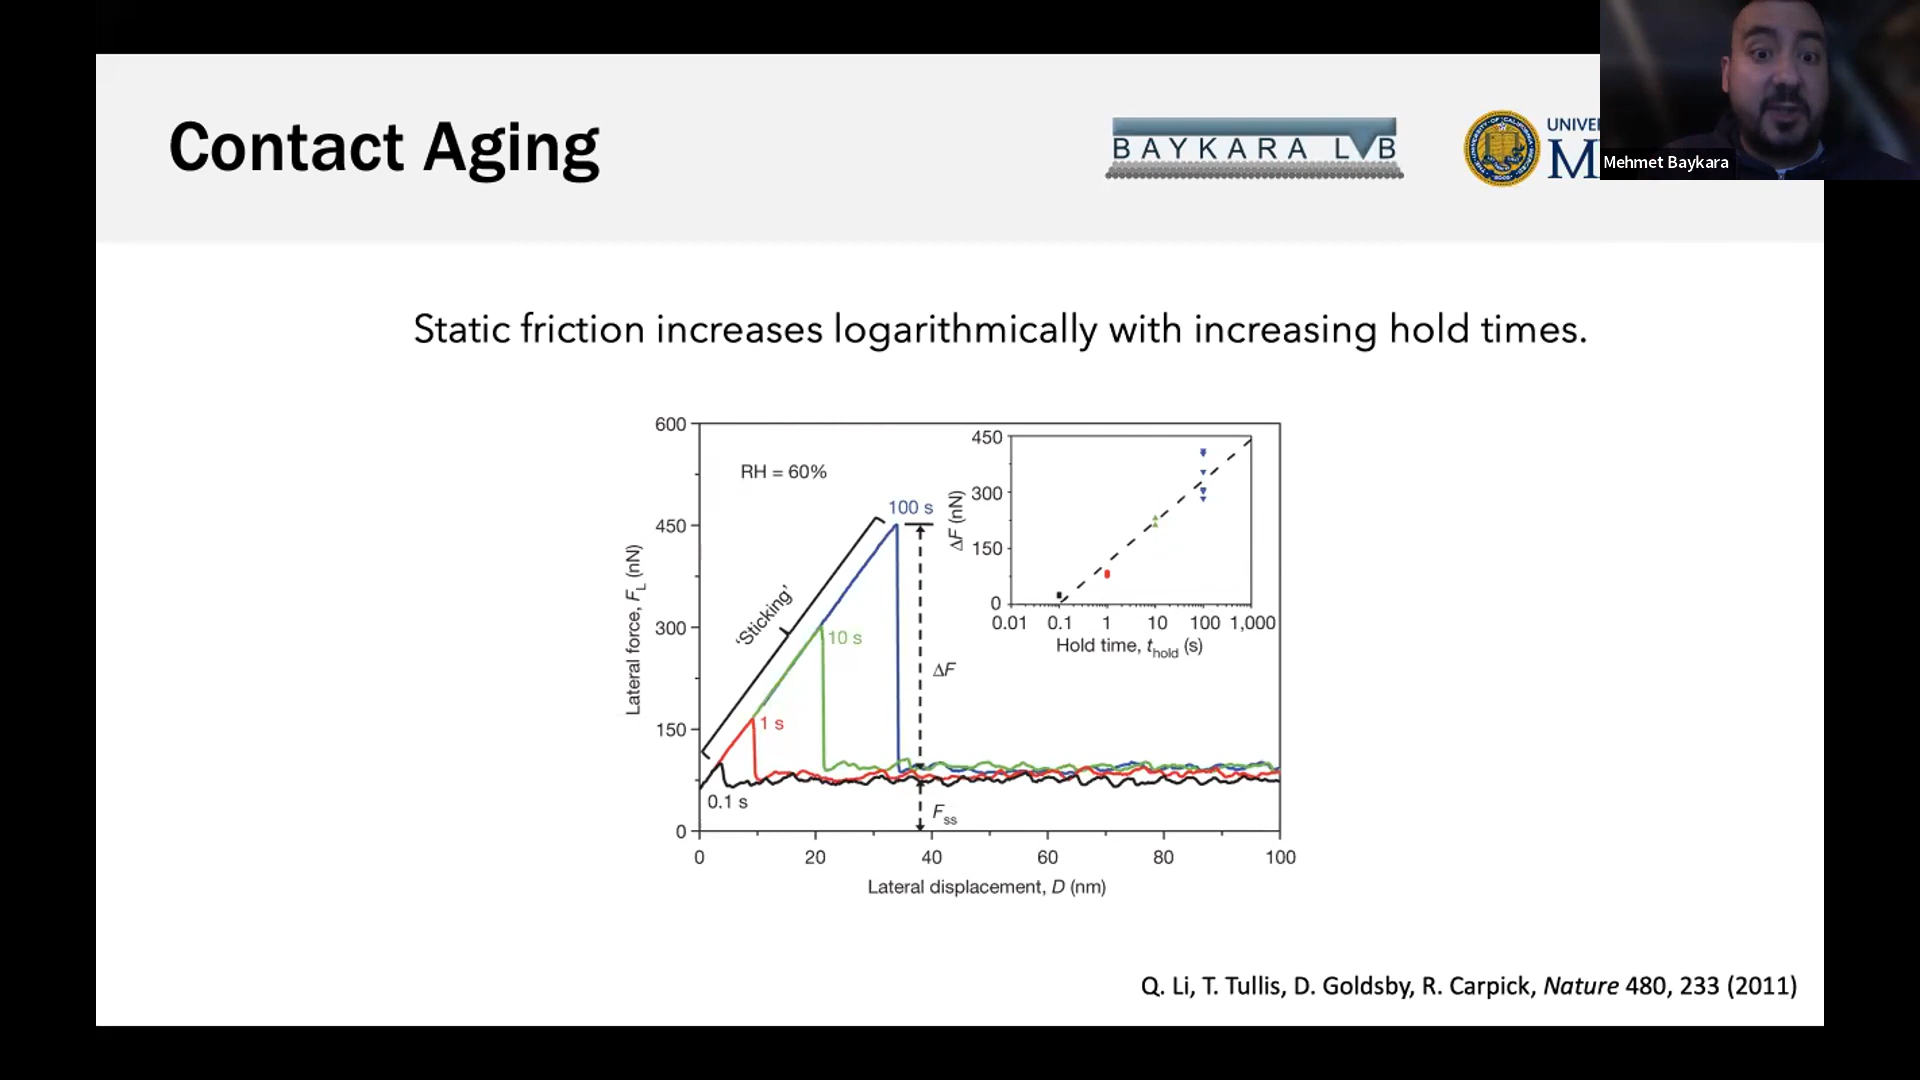 Contact Aging
BAYKARA LAB
UNIVE
M
Mehmet Baykara
Static friction increases logarithmically with increasing hold times.
600
450
300
150
0
Lateral force, FL (nN)
RH = 60%
'Sticking'
100 s
10 s
1 s
0.1 s
ΔF
Fss
0 20 40 60 80 100
Lateral displacement, D (nm)
450
300
150
0
ΔF (nN)
0.01 0.1 1 10 100 1,000
Hold time, thold (s)
Q. Li, T. Tullis, D. Goldsby, R. Carpick, Nature 480, 233 (2011)